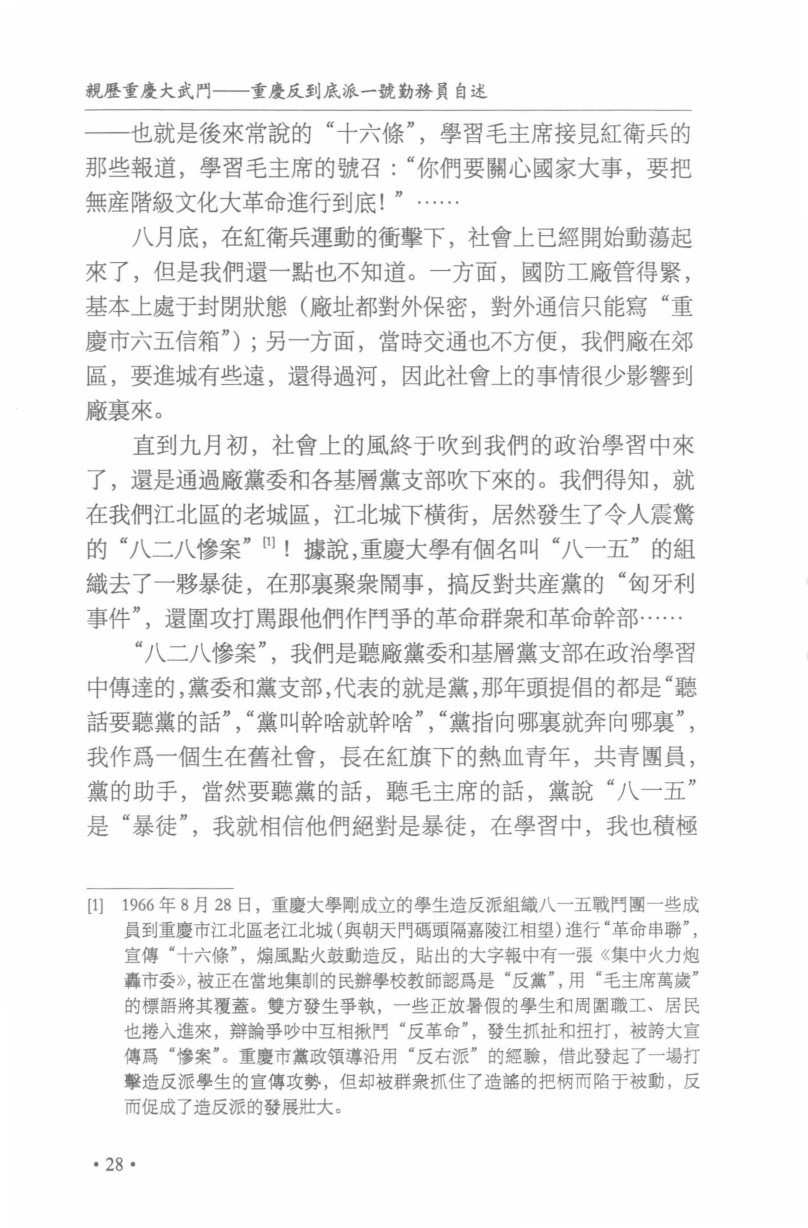 親歷重慶大武鬥——重慶反到底派一號勤務員自述
——也就是後來常說的“十六條”，學習毛主席接見紅衛兵的
那些報道，學習毛主席的號召：“你們要關心國家大事，要把
無産階級文化大革命進行到底！”……
八月底，在紅衛兵運動的衝擊下，社會上已經開始動蕩起
來了，但是我們還一點也不知道。一方面，國防工廠管得緊，
基本上處于封閉狀態（廠址都對外保密，對外通信只能寫“重
慶市六五信箱”）；另一方面，當時交通也不方便，我們廠在郊
區，要進城有些遠，還得過河，因此社會上的事情很少影響到
廠裏來。
直到九月初，社會上的風終于吹到我們的政治學習中來
了，還是通過廠黨委和各基層黨支部吹下來的。我們得知，就
在我們江北區的老城區，江北城下橫街，居然發生了令人震驚
的“八二八慘案”[1]！據說,重慶大學有個名叫“八一五”的組
織去了一夥暴徒，在那裏聚衆鬧事，搞反對共産黨的“匈牙利
事件”，還圍攻打駡跟他們作鬥爭的革命群衆和革命幹部……
“八二八慘案”，我們是聽廠黨委和基層黨支部在政治學習
中傳達的,黨委和黨支部,代表的就是黨,那年頭提倡的都是“聽
話要聽黨的話”,“黨叫幹啥就幹啥”,“黨指向哪裏就奔向哪裏”，
我作爲一個生在舊社會，長在紅旗下的熱血青年，共青團員，
黨的助手，當然要聽黨的話，聽毛主席的話，黨說“八一五”
是“暴徒”，我就相信他們絕對是暴徒，在學習中，我也積極
[1] 1966年8月28日，重慶大學剛成立的學生造反派組織八一五戰鬥團一些成
員到重慶市江北區老江北城(與朝天門碼頭隔嘉陵江相望)進行“革命串聯”，
宣傳“十六條”，煽風點火鼓動造反，貼出的大字報中有一張《集中火力炮
轟市委》,被正在當地集訓的民辦學校教師認爲是“反黨”,用“毛主席萬歲”
的標語將其覆蓋。雙方發生爭執，一些正放暑假的學生和周圍職工、居民
也捲入進來，辯論爭吵中互相揪鬥“反革命”，發生抓扯和扭打，被誇大宣
傳爲“慘案”。重慶市黨政領導沿用“反右派”的經驗，借此發起了一場打
擊造反派學生的宣傳攻勢，但却被群衆抓住了造謠的把柄而陷于被動，反
而促成了造反派的發展壯大。
·28·